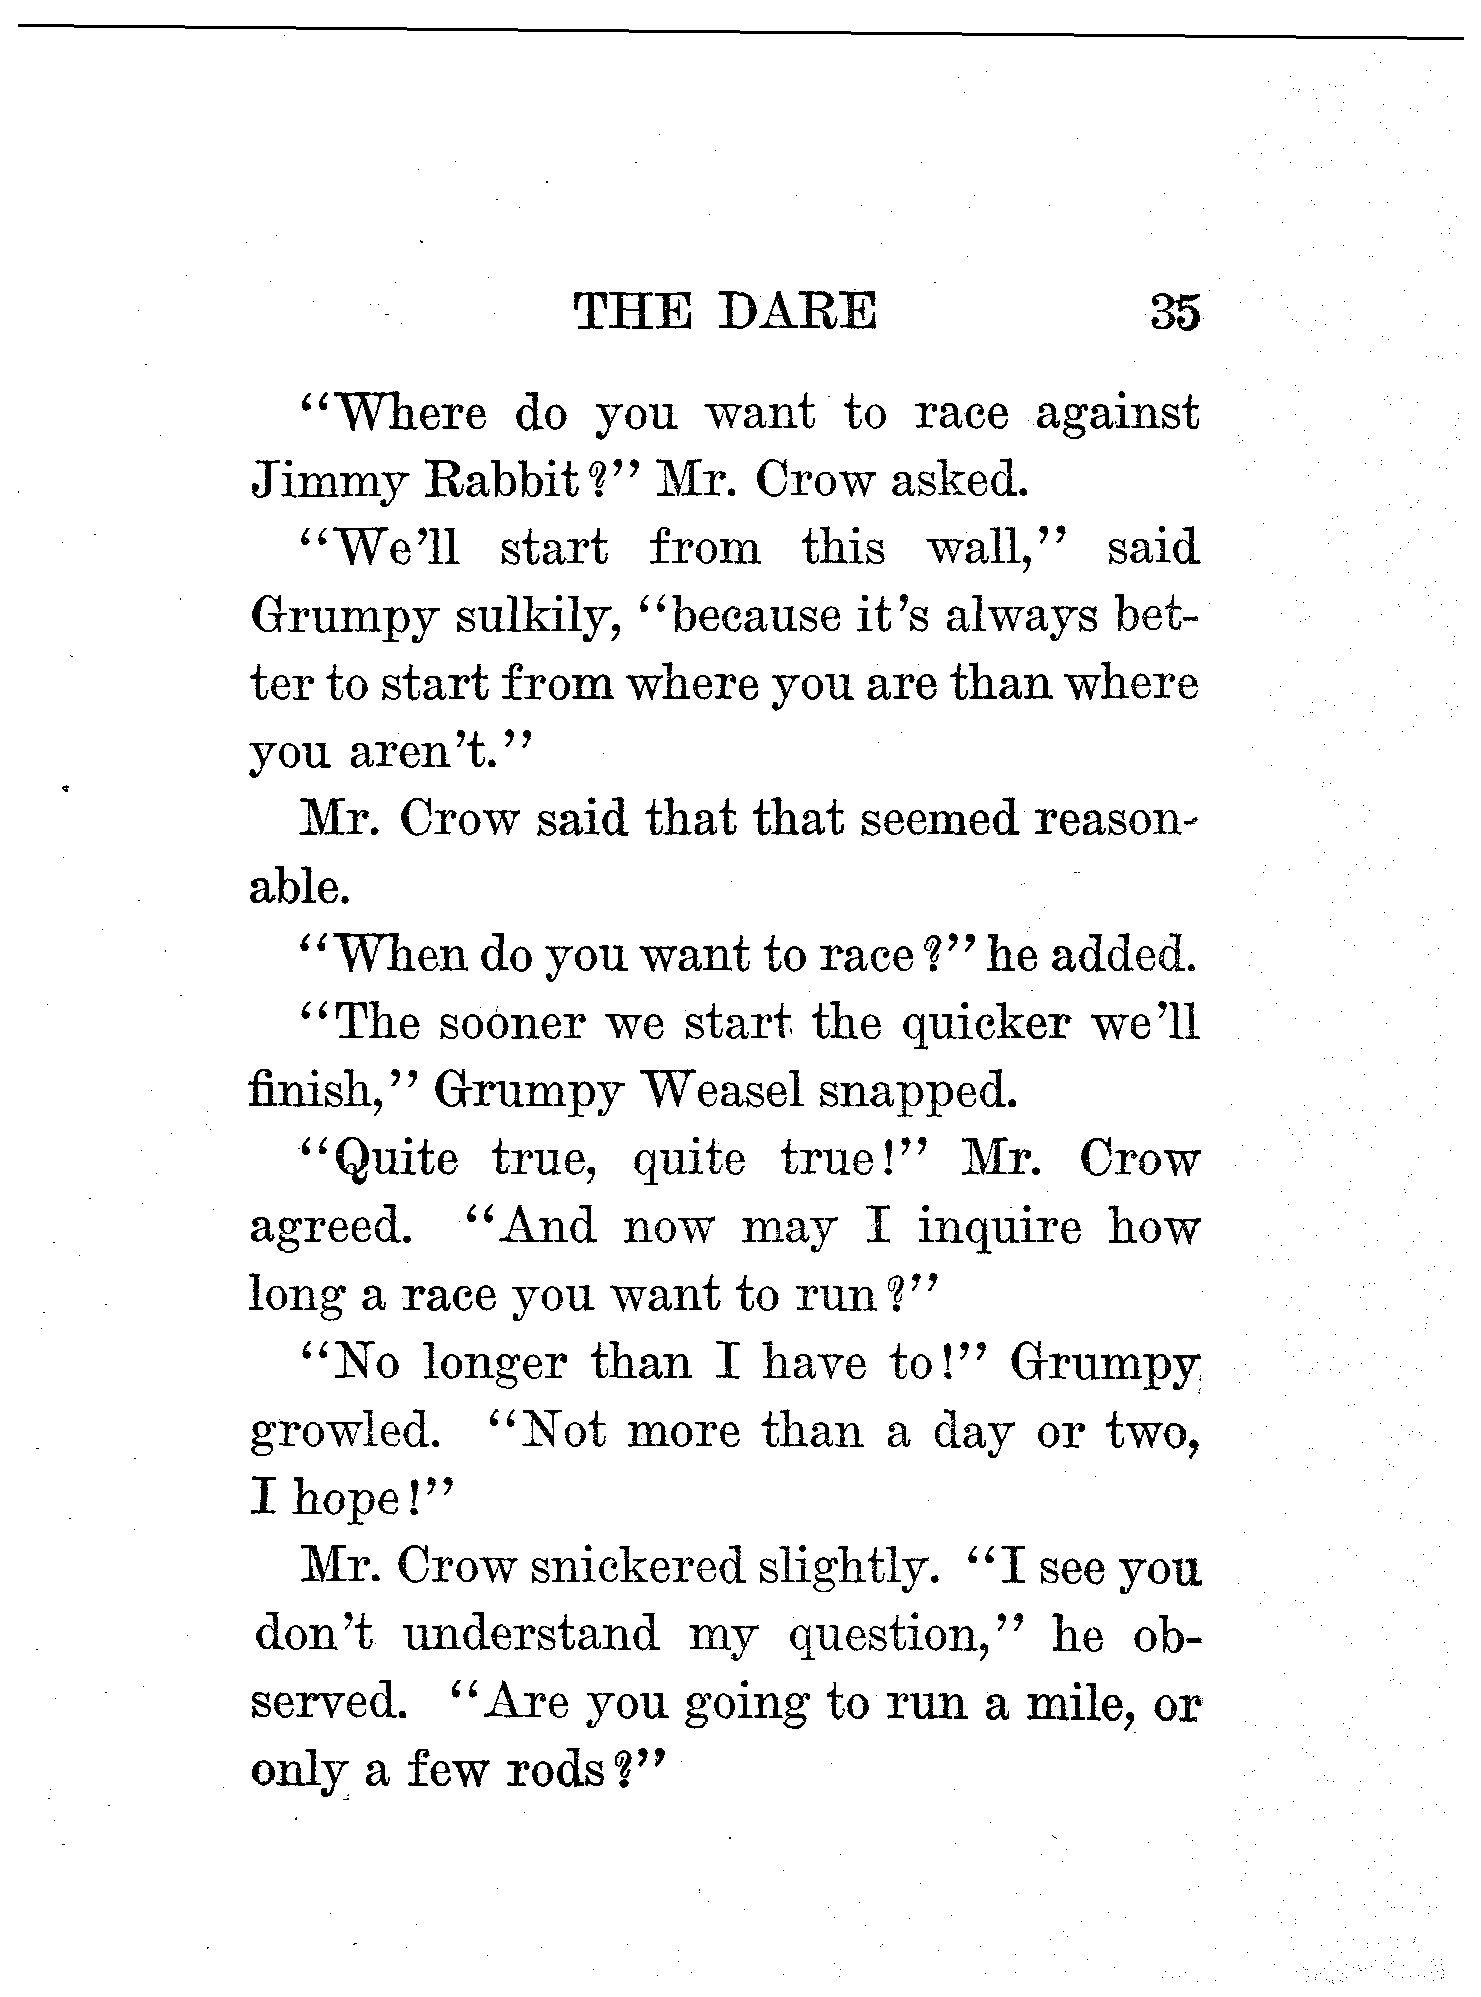 THE DARE 35
“Where do you want to race against
Jimmy Rabbit?” Mr. Crow asked.
“We'll start from this wall,” said
Grumpy sulkily, “because it's always bet-
ter to start from where you are than where
you aren't.”
Mr. Crow said that that seemed reason-
able.
“When do you want to race?” he added.
“The sooner we start the quicker we'll
finish,” Grumpy Weasel snapped.
“Quite true, quite true!” Mr. Crow
agreed. “And now may I inquire how
long a race you want to run?”
“No longer than I have to!” Grumpy
growled. “Not more than a day or two,
I hope!”
Mr. Crow snickered slightly. “I see you
don't understand my question,” he ob-
served. “Are you going to run a mile, or
only a few rods?”